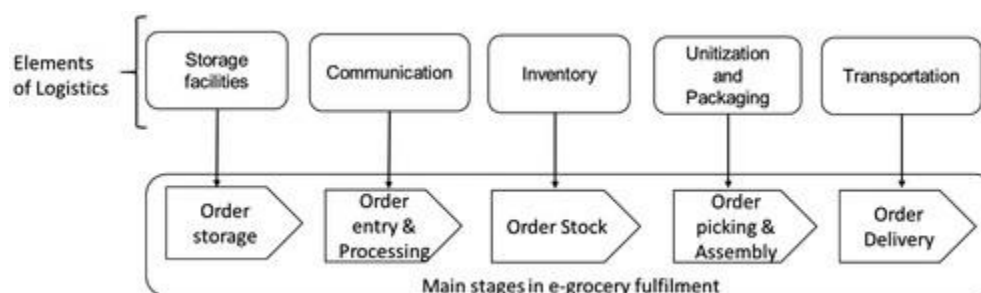 Elements
of Logistics
Storage
facilities
Communication
Inventory
Unitization
and
Packaging
Transportation
Order
storage
Order
entry &
Processing
Order Stock
Order
picking &
Assembly
Order
Delivery
Main stages in e-grocery fulfilment